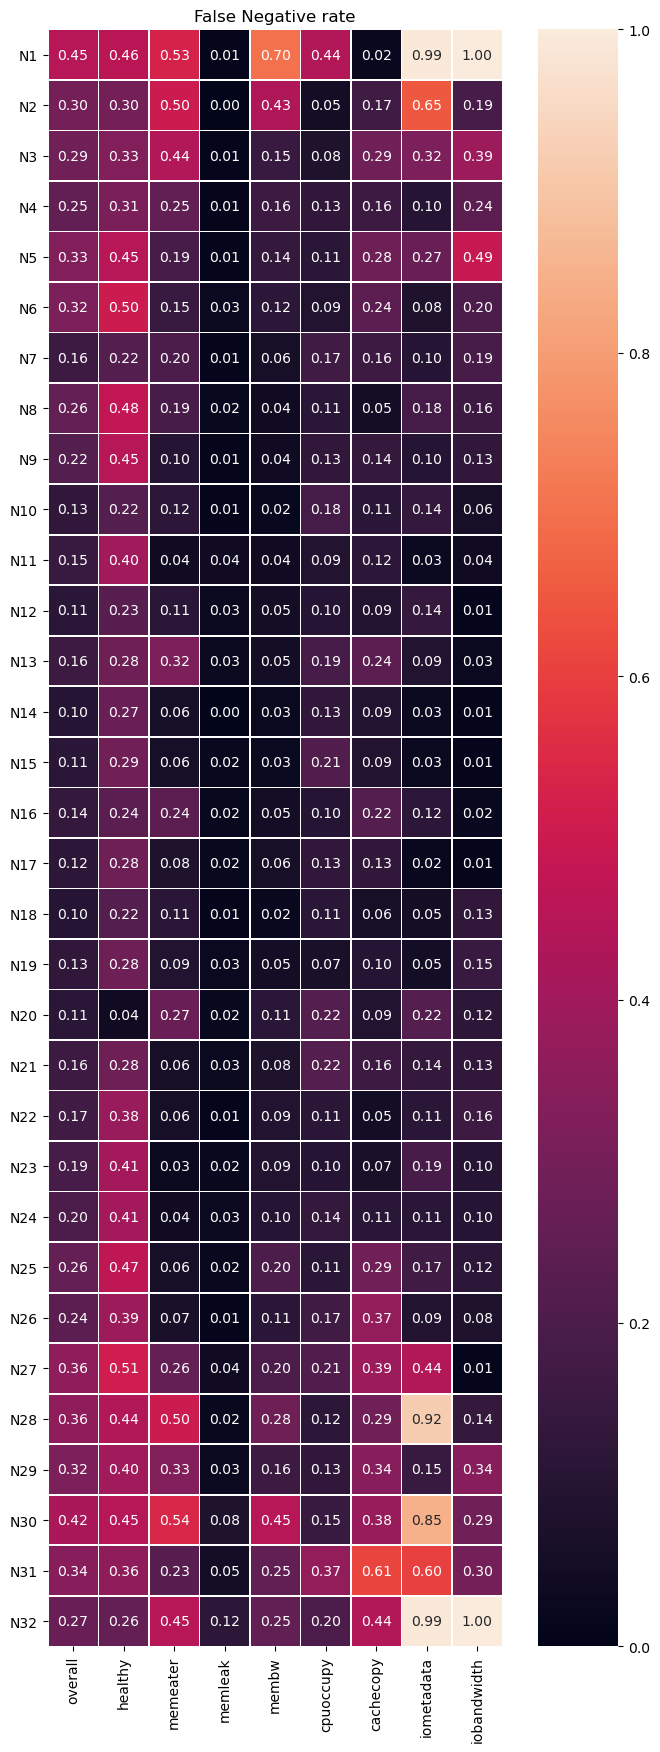 False Negative rate
N1 0.45 0.46 0.53 0.01 0.70 0.44 0.02 0.99 1.00
N2 0.30 0.30 0.50 0.00 0.43 0.05 0.17 0.65 0.19
N3 0.29 0.33 0.44 0.01 0.15 0.08 0.29 0.32 0.39
N4 0.25 0.31 0.25 0.01 0.16 0.13 0.16 0.10 0.24
N5 0.33 0.45 0.19 0.01 0.14 0.11 0.28 0.27 0.49
N6 0.32 0.50 0.15 0.03 0.12 0.09 0.24 0.08 0.20
N7 0.16 0.22 0.20 0.01 0.06 0.17 0.16 0.10 0.19
N8 0.26 0.48 0.19 0.02 0.04 0.11 0.05 0.18 0.16
N9 0.22 0.45 0.10 0.01 0.04 0.13 0.14 0.10 0.13
N10 0.13 0.22 0.12 0.01 0.02 0.18 0.11 0.14 0.06
N11 0.15 0.40 0.04 0.04 0.04 0.09 0.12 0.03 0.04
N12 0.11 0.23 0.11 0.03 0.05 0.10 0.09 0.14 0.01
N13 0.16 0.28 0.32 0.03 0.05 0.19 0.24 0.09 0.03
N14 0.10 0.27 0.06 0.00 0.03 0.13 0.09 0.03 0.01
N15 0.11 0.29 0.06 0.02 0.03 0.21 0.09 0.03 0.01
N16 0.14 0.24 0.24 0.02 0.05 0.10 0.22 0.12 0.02
N17 0.12 0.28 0.08 0.02 0.06 0.13 0.13 0.02 0.01
N18 0.10 0.22 0.11 0.01 0.02 0.11 0.06 0.05 0.13
N19 0.13 0.28 0.09 0.03 0.05 0.07 0.10 0.05 0.15
N20 0.11 0.04 0.27 0.02 0.11 0.22 0.09 0.22 0.12
N21 0.16 0.28 0.06 0.03 0.08 0.22 0.16 0.14 0.13
N22 0.17 0.38 0.06 0.01 0.09 0.11 0.05 0.11 0.16
N23 0.19 0.41 0.03 0.02 0.09 0.10 0.07 0.19 0.10
N24 0.20 0.41 0.04 0.03 0.10 0.14 0.11 0.11 0.10
N25 0.26 0.47 0.06 0.02 0.20 0.11 0.29 0.17 0.12
N26 0.24 0.39 0.07 0.01 0.11 0.17 0.37 0.09 0.08
N27 0.36 0.51 0.26 0.04 0.20 0.21 0.39 0.44 0.01
N28 0.36 0.44 0.50 0.02 0.28 0.12 0.29 0.92 0.14
N29 0.32 0.40 0.33 0.03 0.16 0.13 0.34 0.15 0.34
N30 0.42 0.45 0.54 0.08 0.45 0.15 0.38 0.85 0.29
N31 0.34 0.36 0.23 0.05 0.25 0.37 0.61 0.60 0.30
N32 0.27 0.26 0.45 0.12 0.25 0.20 0.44 0.99 1.00
overall healthy memeater memleak membw cpuoccupy cachecopy iometadata iobandwidth
1.0
0.8
0.6
0.4
0.2
0.0